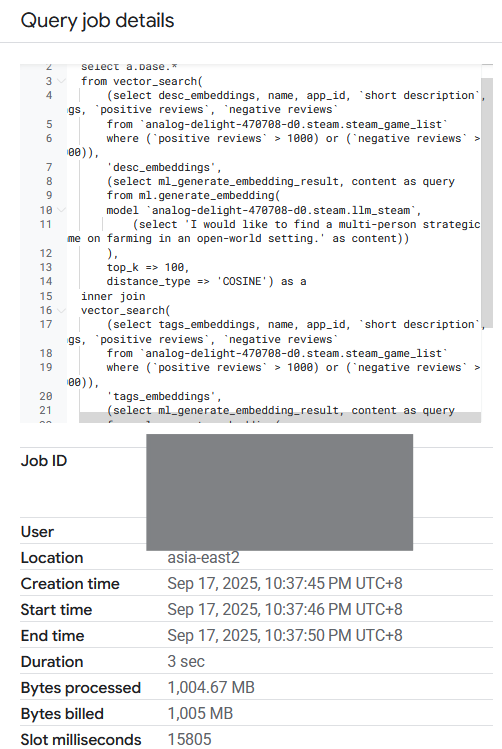 Query job details
2 select a.base.*
3 from vector_search(
4 (select desc_embeddings, name, app_id, `short description`,
gs, `positive reviews`, `negative reviews`
5 from `analog-delight-470708-d0.steam.steam_game_list`
6 where (`positive reviews` > 1000) or (`negative reviews` >
00)),
7 'desc_embeddings',
8 (select ml_generate_embedding_result, content as query
9 from ml.generate_embedding(
10 model `analog-delight-470708-d0.steam.llm_steam`,
11 (select 'I would like to find a multi-person strategic
me on farming in an open-world setting.' as content))
12 ),
13 top_k => 100,
14 distance_type => 'COSINE') as a
15 inner join
16 vector_search(
17 (select tags_embeddings, name, app_id, `short description`,
gs, `positive reviews`, `negative reviews`
18 from `analog-delight-470708-d0.steam.steam_game_list`
19 where (`positive reviews` > 1000) or (`negative reviews` >
00)),
20 'tags_embeddings',
21 (select ml_generate_embedding_result, content as query
Job ID
User
Location asia-east2
Creation time Sep 17, 2025, 10:37:45 PM UTC+8
Start time Sep 17, 2025, 10:37:46 PM UTC+8
End time Sep 17, 2025, 10:37:50 PM UTC+8
Duration 3 sec
Bytes processed 1,004.67 MB
Bytes billed 1,005 MB
Slot milliseconds 15805